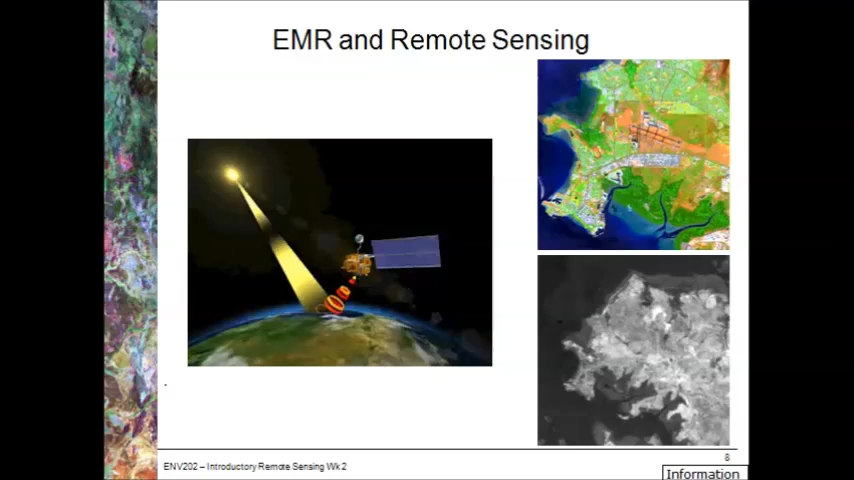 EMR and Remote Sensing
8
ENV202 – Introductory Remote Sensing Wk 2
Information